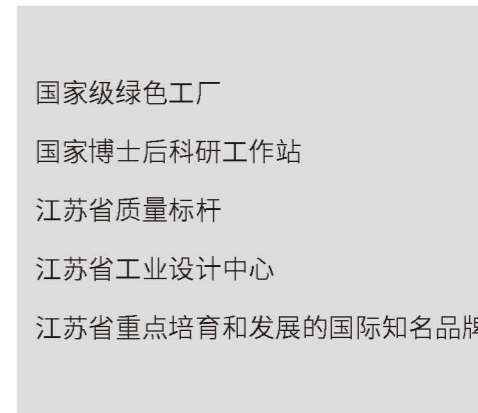 国家级绿色工厂
国家博士后科研工作站
江苏省质量标杆
江苏省工业设计中心
江苏省重点培育和发展的国际知名品牌